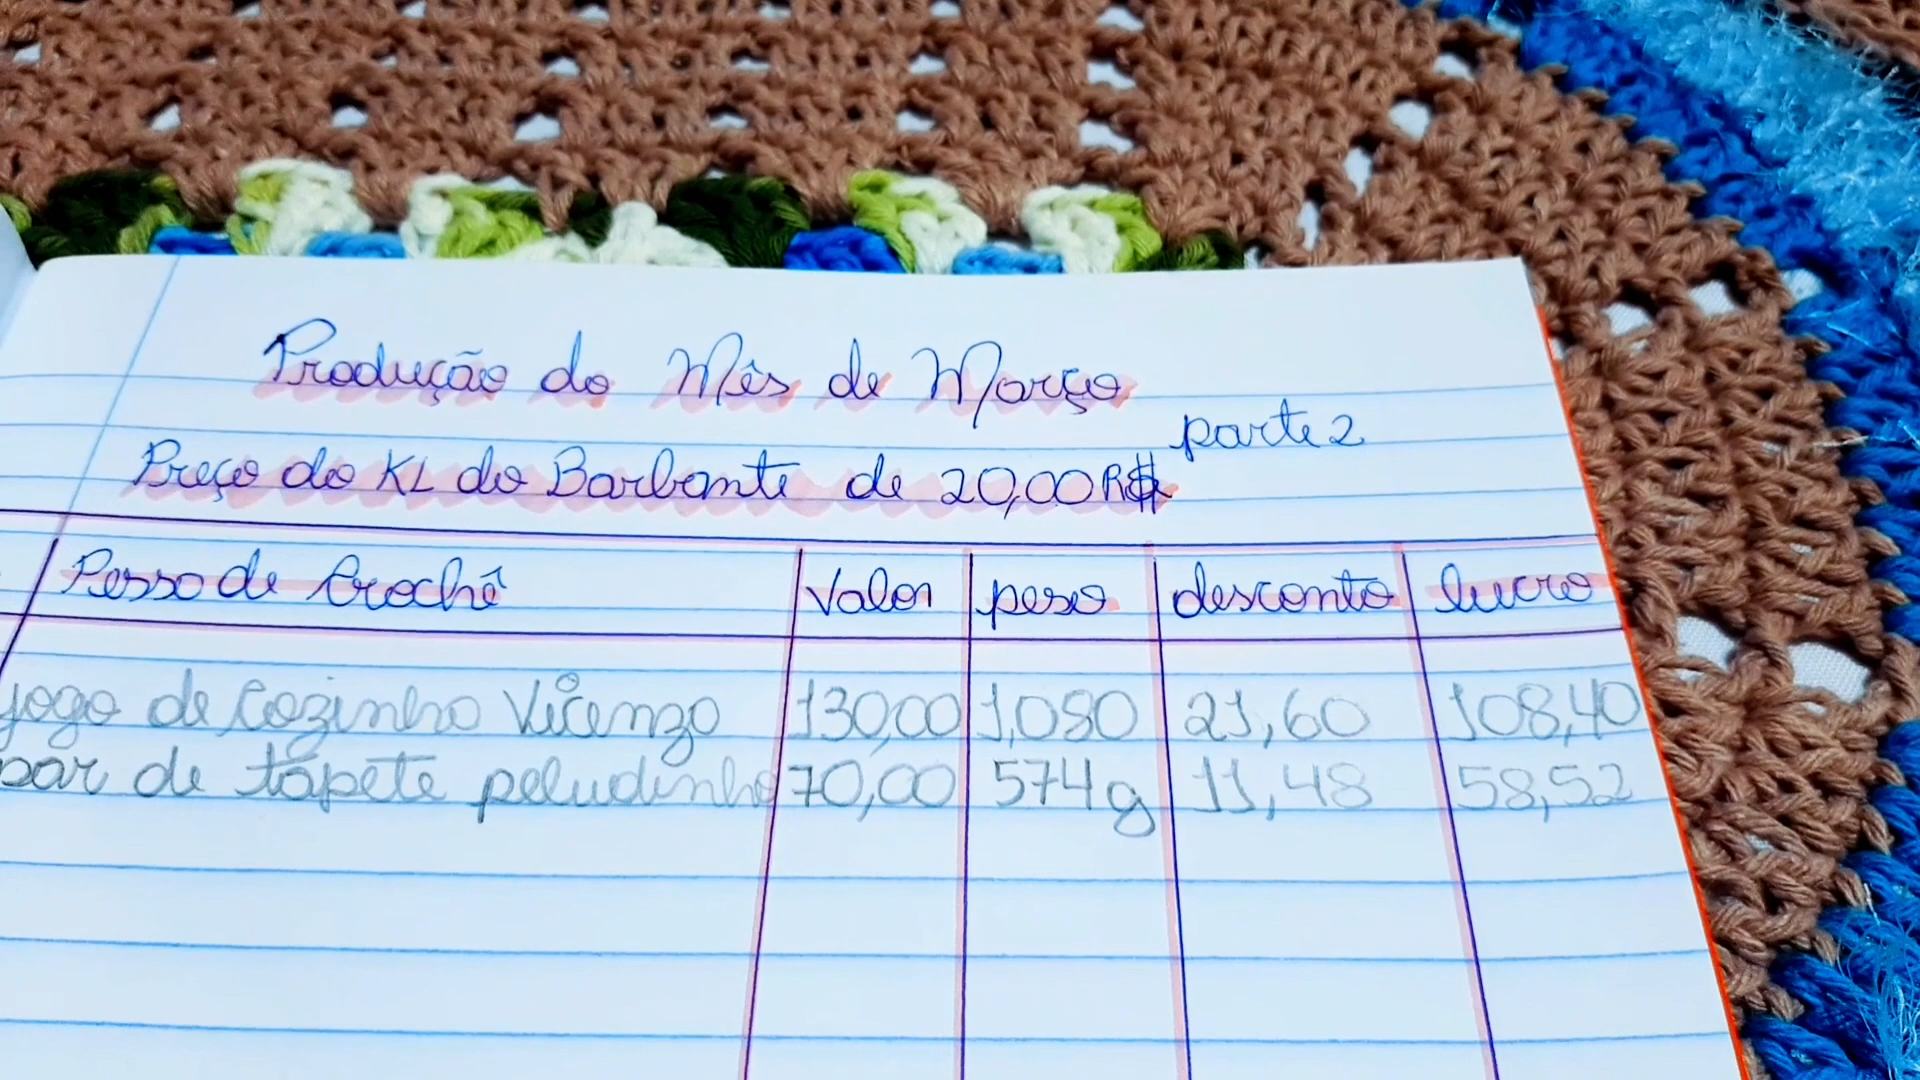 Produção do Mês de Março
parte 2
Preço do KL do Barbante de 20,00R$
Pesso de Crochê valor peso desconto lucro
jogo de cozinha Vicenzo 130,00 1,080 21,60 108,40
par de tapete peludinho 70,00 574g 11,48 58,52